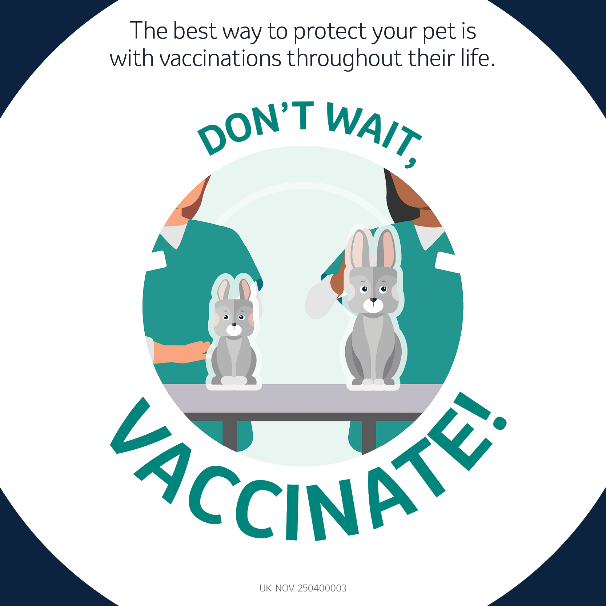 The best way to protect your pet is
with vaccinations throughout their life.
DON'T WAIT,
VACCINATE!
UK NOV 250400003